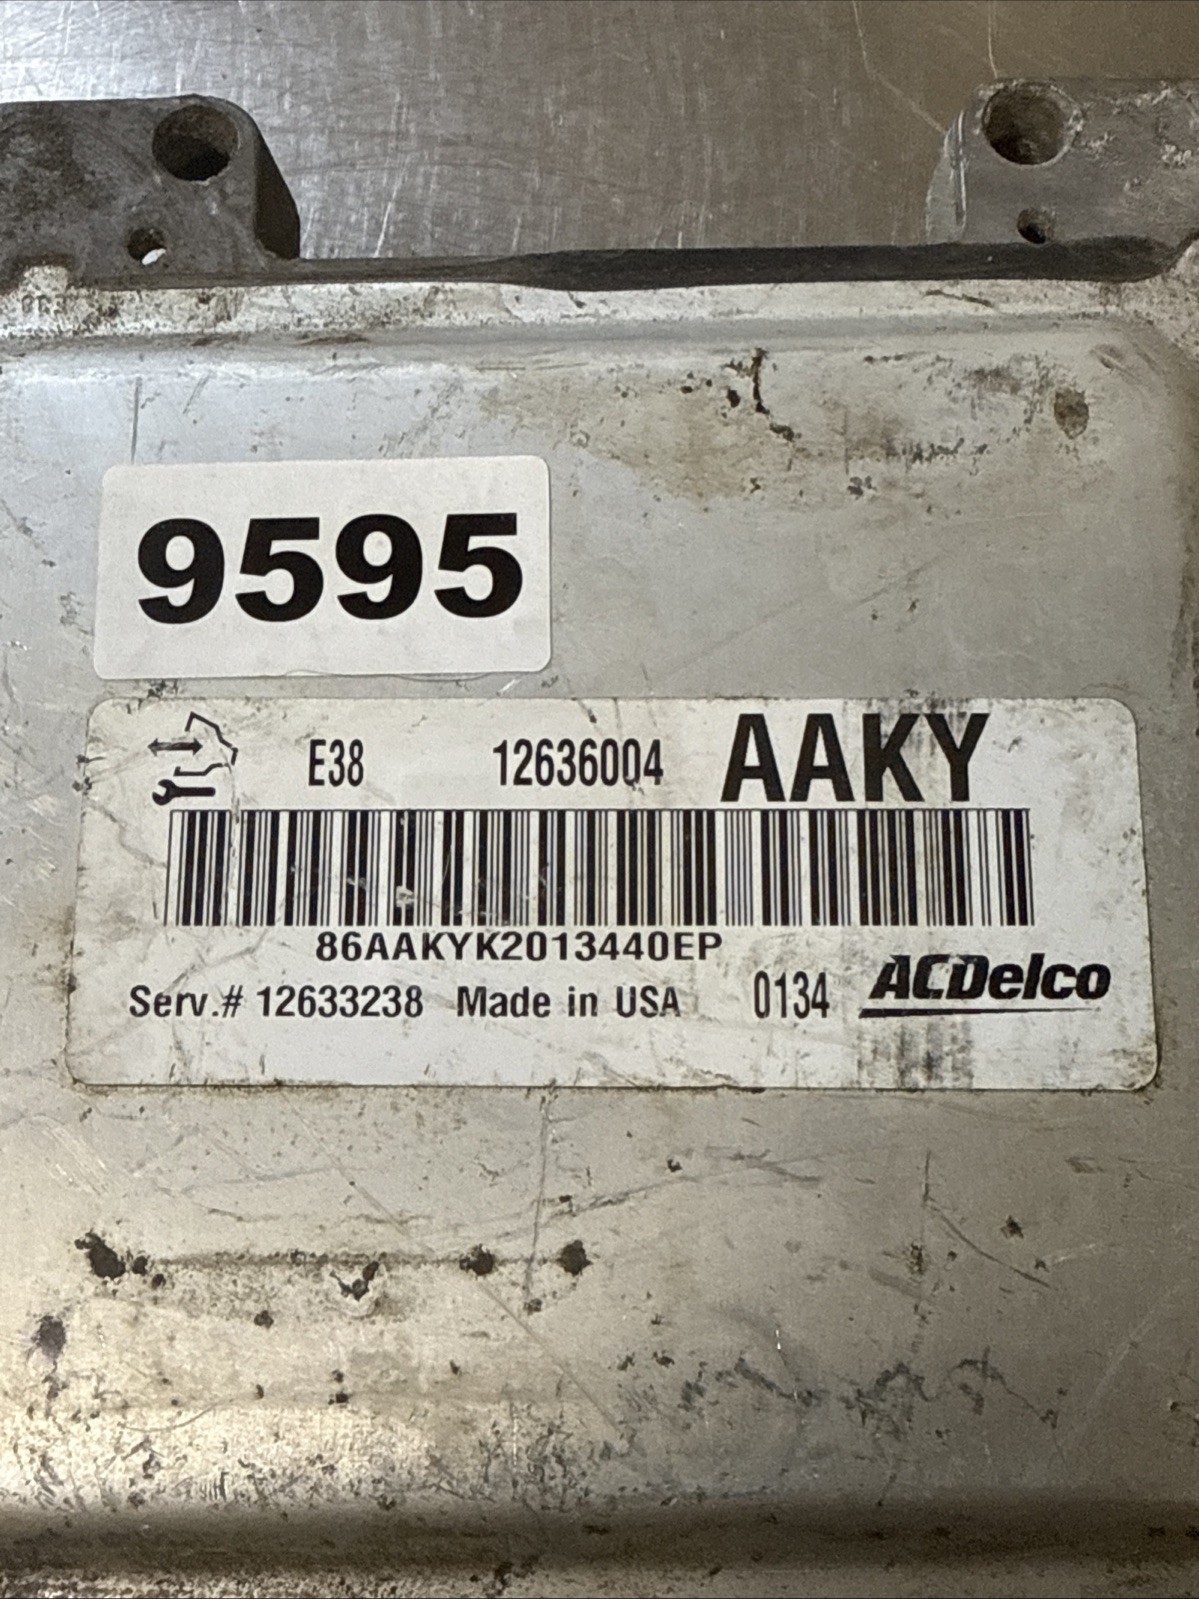 9595
E38 12636004 AAKY
86AAKYK2013440EP
Serv.# 12633238 Made in USA 0134 ACDelco